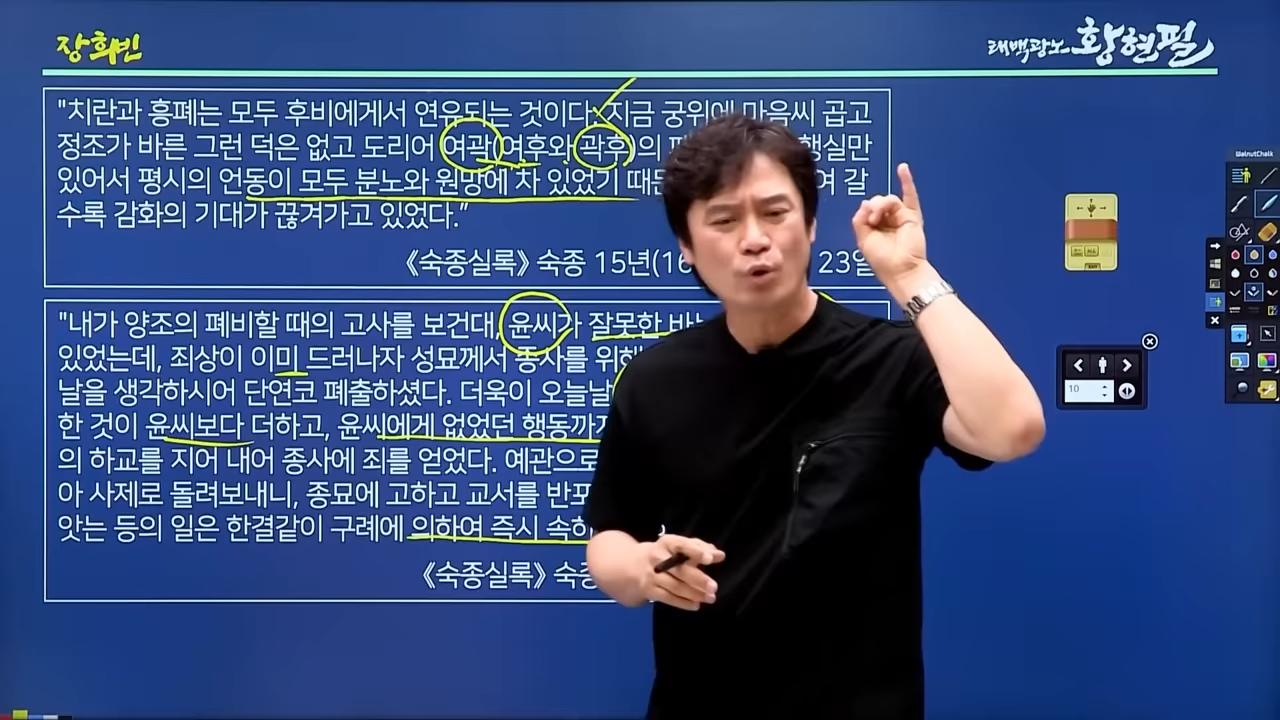 장희빈
태백광노 황현필
"치란과 흥폐는 모두 후비에게서 연유되는 것이다. 지금 궁위에 마음씨 곱고
정조가 바른 그런 덕은 없고 도리어 여곽(여후와 곽후)의 행실만
있어서 평시의 언동이 모두 분노와 원망에 차 있었기 갈
수록 감화의 기대가 끊겨가고 있었다."
《숙종실록》 숙종 15년(16 23일
"내가 양조의 폐비할 때의 고사를 보건대, 윤씨가 잘못한
있었는데, 죄상이 이미 드러나자 성묘께서 종사를
날을 생각하시어 단연코 폐출하셨다. 더욱이 오늘날
한 것이 윤씨보다 더하고, 윤씨에게 없었던 행동까지
의 하교를 지어 내어 종사에 죄를 얻었다. 예관으로
아 사제로 돌려보내니, 종묘에 고하고 교서를
앗는 등의 일은 한결같이 구례에 의하여 즉시
《숙종실록》
WalnutChalk
10